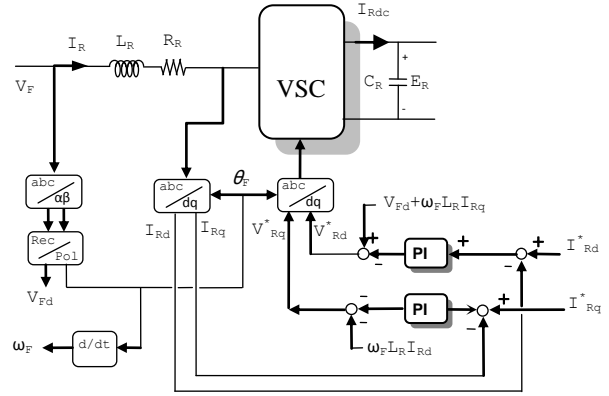 I_Rdc
I_R L_R R_R
V_F
VSC
+
C_R E_R
-
abc
αβ
abc
dq
θ_F
abc
dq
V_Fd+ω_FL_RI_Rq
I_Rd I_Rq
V*_Rq V*_Rd
Rec
Pol
+
-
PI
+
+
-
I*_Rd
V_Fd
-
-
PI
+
-
I*_Rq
ω_F
d/dt
ω_FL_RI_Rd